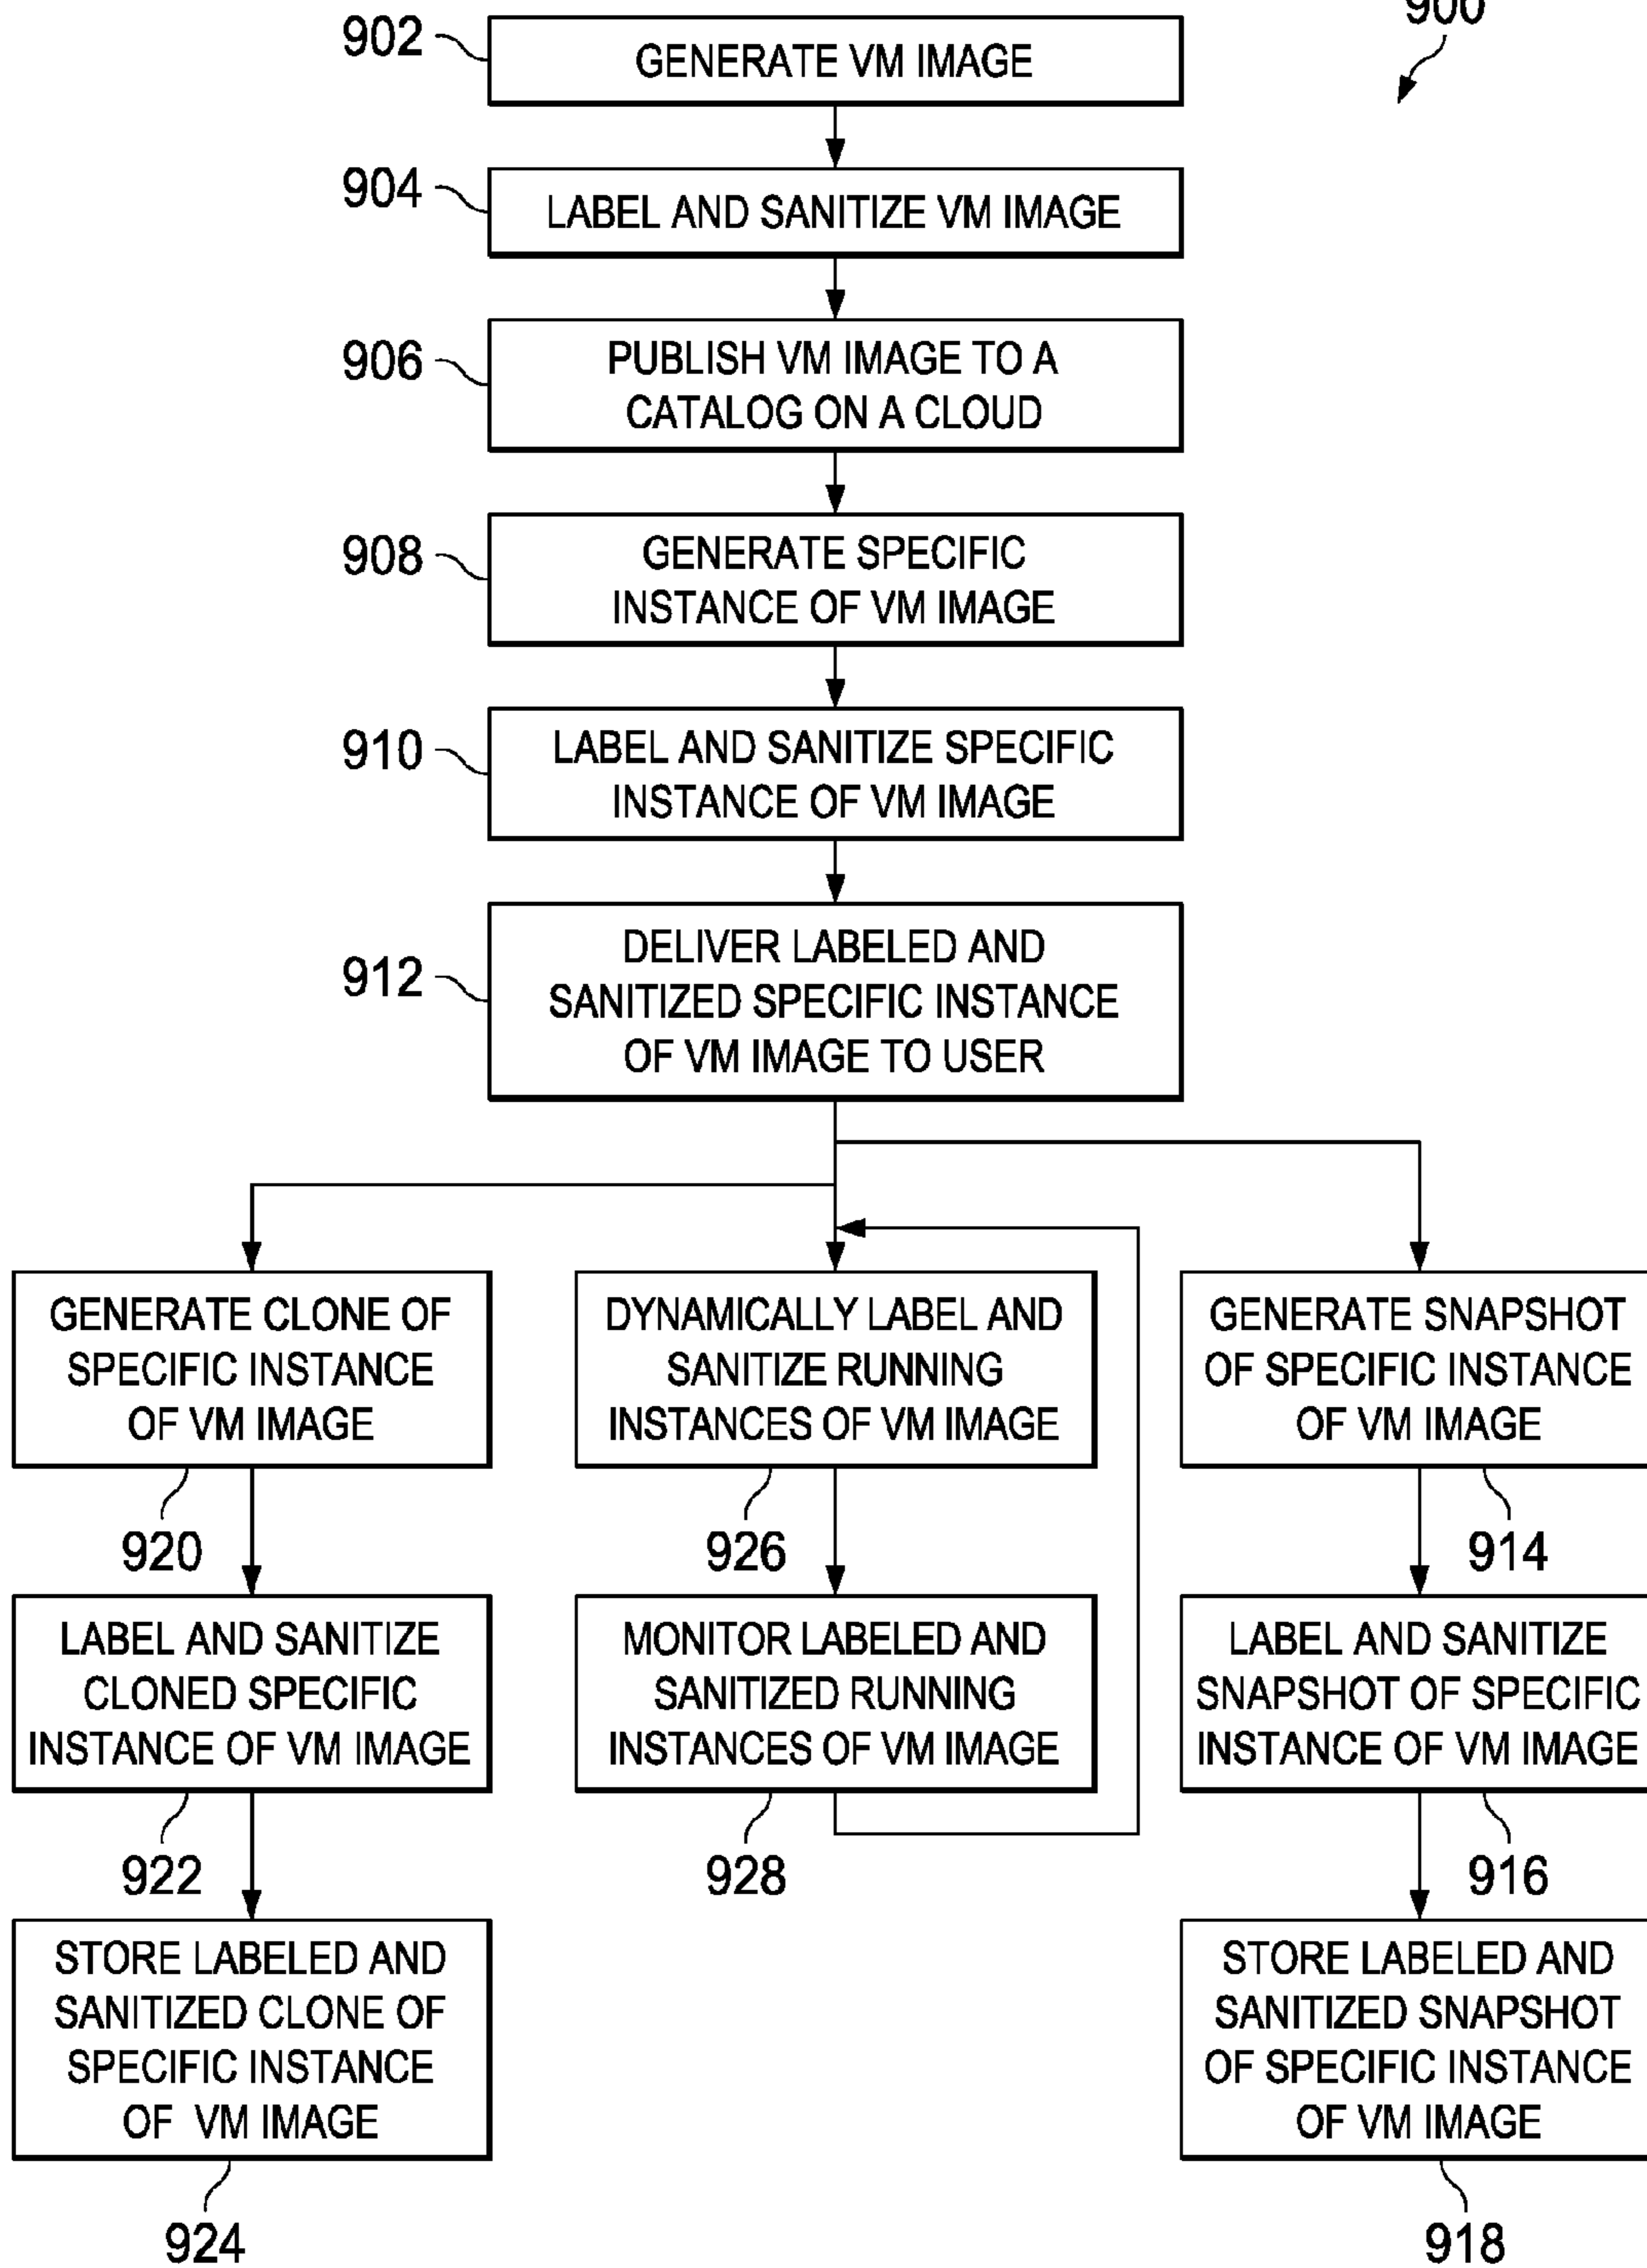 900
902
GENERATE VM IMAGE
904
LABEL AND SANITIZE VM IMAGE
906
PUBLISH VM IMAGE TO A
CATALOG ON A CLOUD
908
GENERATE SPECIFIC
INSTANCE OF VM IMAGE
910
LABEL AND SANITIZE SPECIFIC
INSTANCE OF VM IMAGE
912
DELIVER LABELED AND
SANITIZED SPECIFIC INSTANCE
OF VM IMAGE TO USER
GENERATE CLONE OF
SPECIFIC INSTANCE
OF VM IMAGE
920
LABEL AND SANITIZE
CLONED SPECIFIC
INSTANCE OF VM IMAGE
922
STORE LABELED AND
SANITIZED CLONE OF
SPECIFIC INSTANCE
OF VM IMAGE
924
DYNAMICALLY LABEL AND
SANITIZE RUNNING
INSTANCES OF VM IMAGE
926
MONITOR LABELED AND
SANITIZED RUNNING
INSTANCES OF VM IMAGE
928
GENERATE SNAPSHOT
OF SPECIFIC INSTANCE
OF VM IMAGE
914
LABEL AND SANITIZE
SNAPSHOT OF SPECIFIC
INSTANCE OF VM IMAGE
916
STORE LABELED AND
SANITIZED SNAPSHOT
OF SPECIFIC INSTANCE
OF VM IMAGE
918